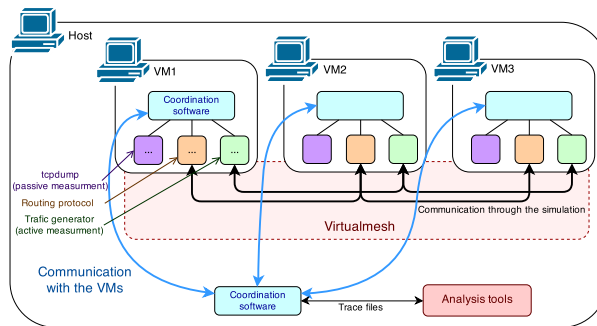 Host
VM1
VM2
VM3
Coordination
software
...
...
...
tcpdump
(passive measurment)
Routing protocol
Trafic generator
(active measurment)
Communication through the simulation
Virtualmesh
Communication
with the VMs
Coordination
software
Trace files
Analysis tools